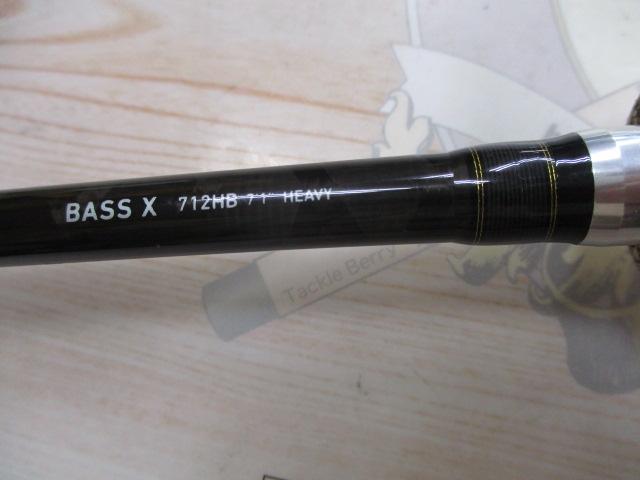 BASS X 712HB 7'1" HEAVY
Tackle Berry